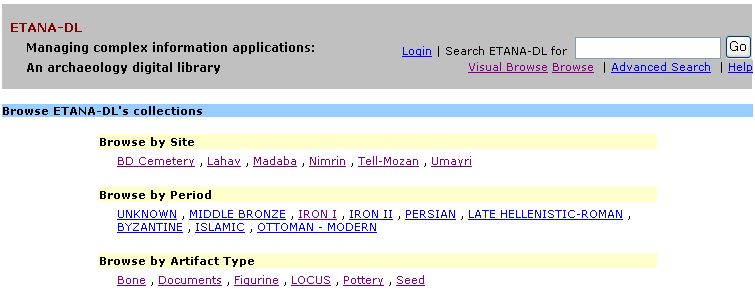 ETANA-DL
Managing complex information applications:
An archaeology digital library
Login | Search ETANA-DL for Go
Visual Browse Browse | Advanced Search | Help
Browse ETANA-DL's collections
Browse by Site
BD Cemetery , Lahav , Madaba , Nimrin , Tell-Mozan , Umayri
Browse by Period
UNKNOWN , MIDDLE BRONZE , IRON I , IRON II , PERSIAN , LATE HELLENISTIC-ROMAN ,
BYZANTINE , ISLAMIC , OTTOMAN - MODERN
Browse by Artifact Type
Bone , Documents , Figurine , LOCUS , Pottery , Seed